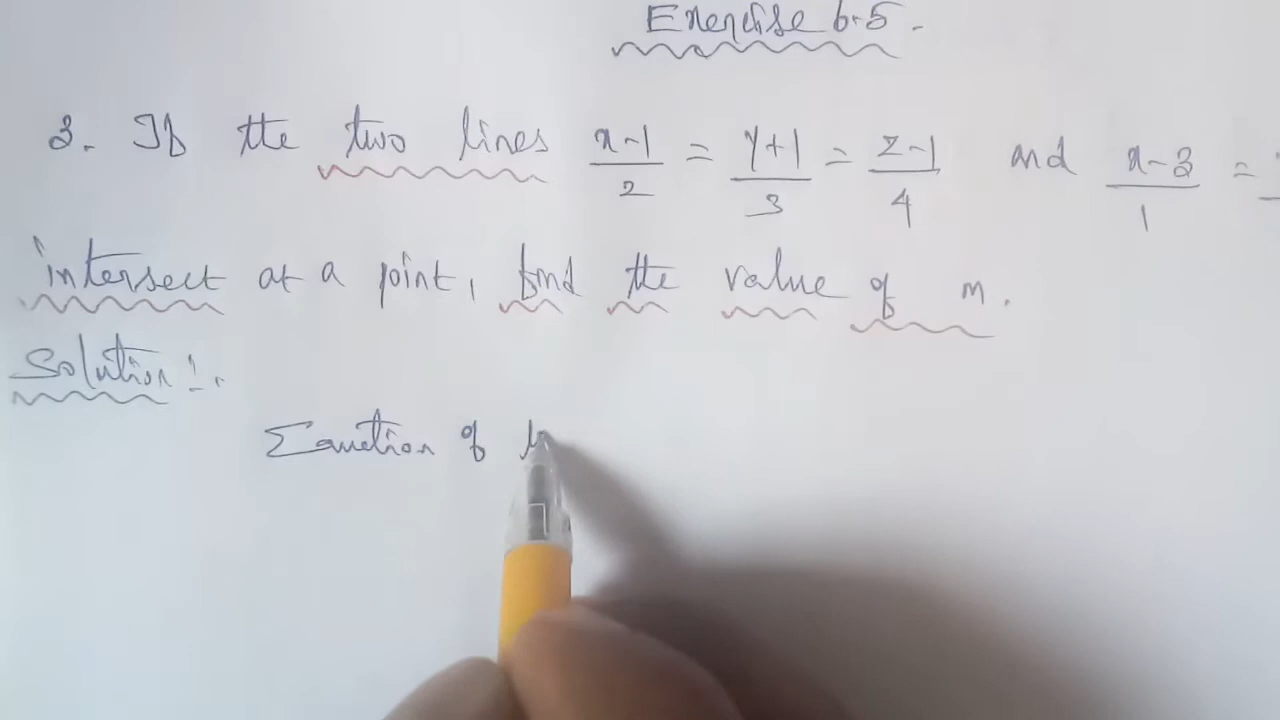 Exercise 6.5.
3. If the two lines x-1/2 = y+1/3 = z-1/4 and x-3/1 =
intersect at a point, find the value of m.
Solution:-
Equation of